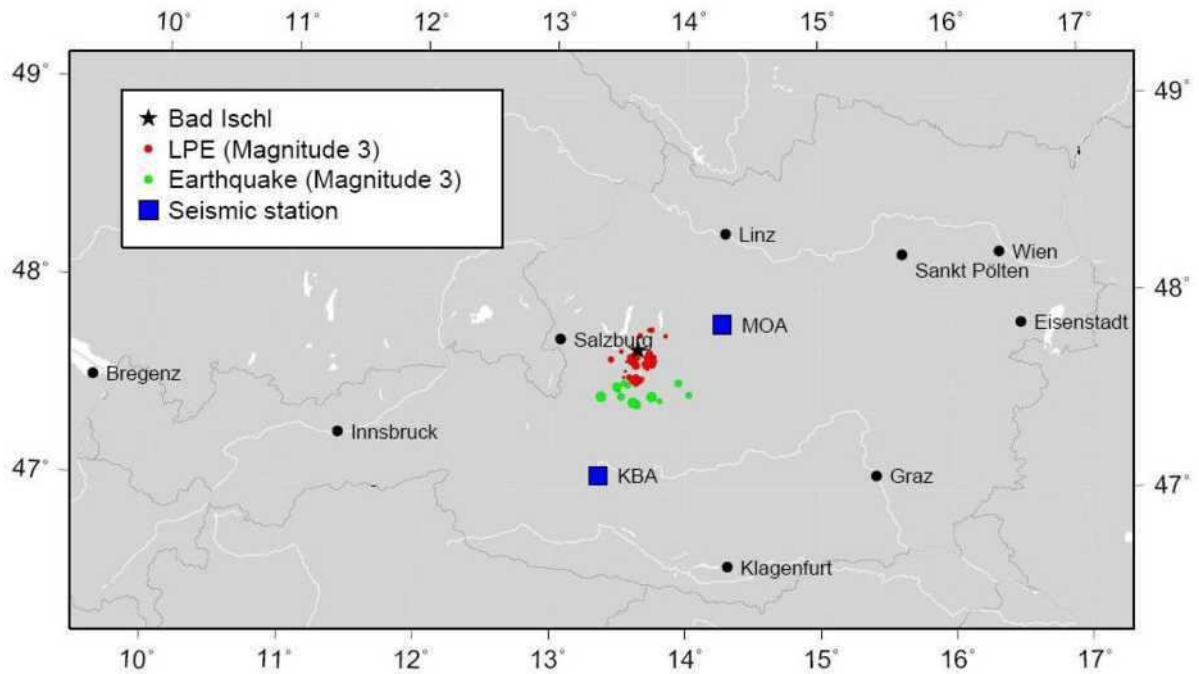 10° 11° 12° 13° 14° 15° 16° 17°
49° 49°
Bad Ischl
LPE (Magnitude 3)
Earthquake (Magnitude 3)
Seismic station
Linz
Wien
Sankt Pölten
48° 48°
MOA
Eisenstadt
Salzburg
Bregenz
Innsbruck
47° 47°
KBA
Graz
Klagenfurt
10° 11° 12° 13° 14° 15° 16° 17°